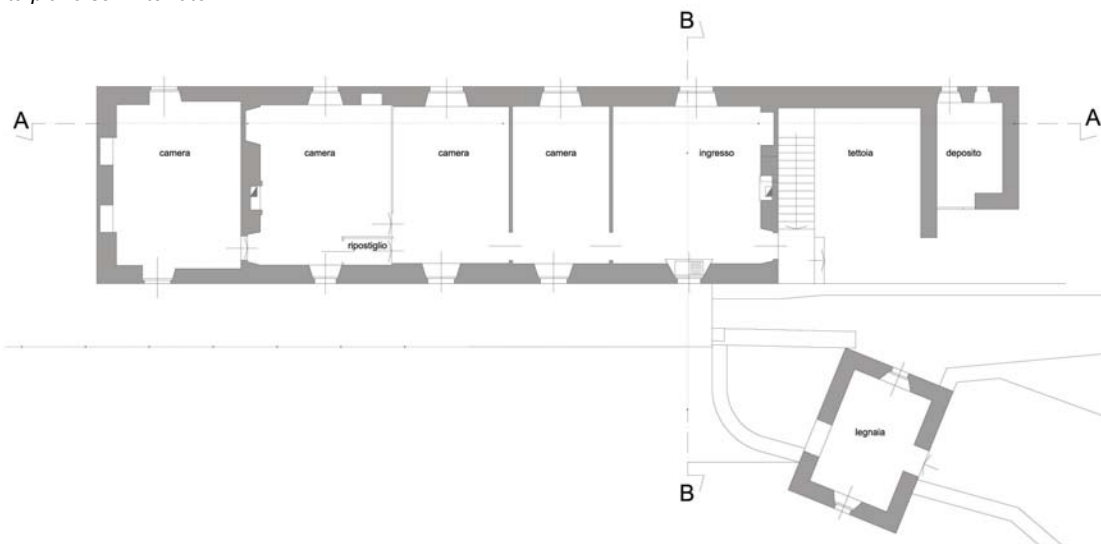 B
A
A
camera
camera
camera
camera
ingresso
tettoia
deposito
ripostiglio
legnaia
B